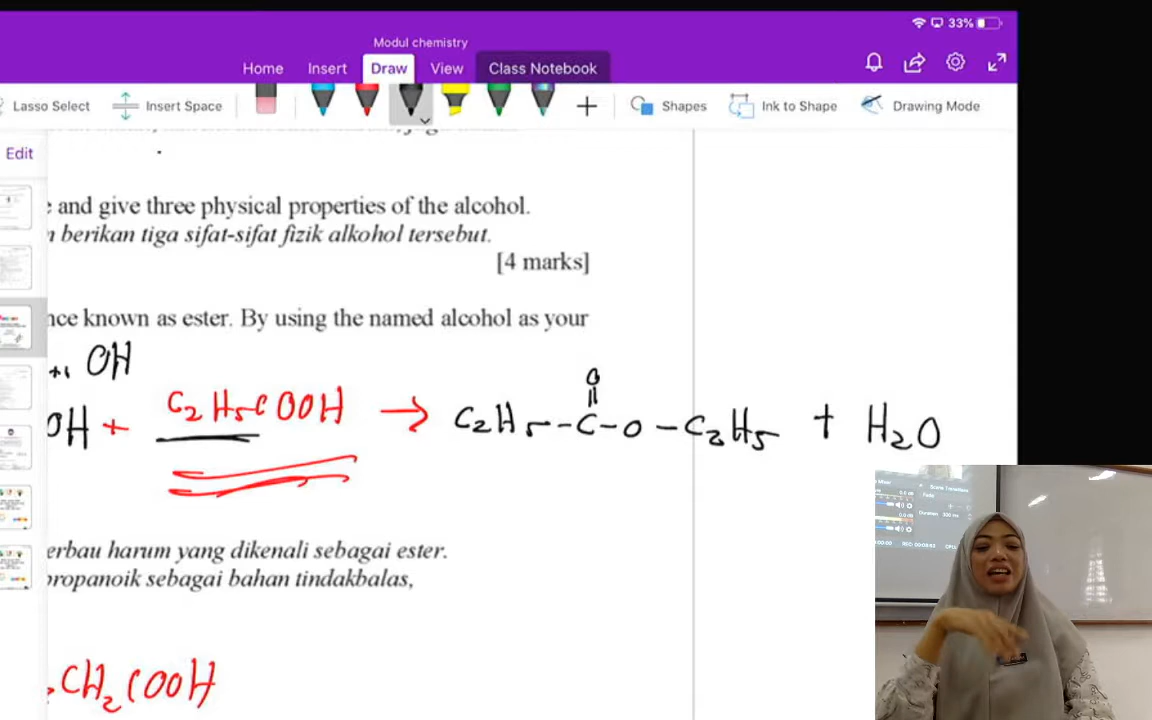 33%
Modul chemistry
Home Insert Draw View Class Notebook
Lasso Select Insert Space Shapes Ink to Shape Drawing Mode
Edit
and give three physical properties of the alcohol.
berikan tiga sifat-sifat fizik alkohol tersebut.
[4 marks]
nce known as ester. By using the named alcohol as your
+1 OH
OH + C2H5COOH → C2H5-C-O-C2H5 + H2O
O
erbau harum yang dikenali sebagai ester.
propanoik sebagai bahan tindakbalas,
CH2COOH